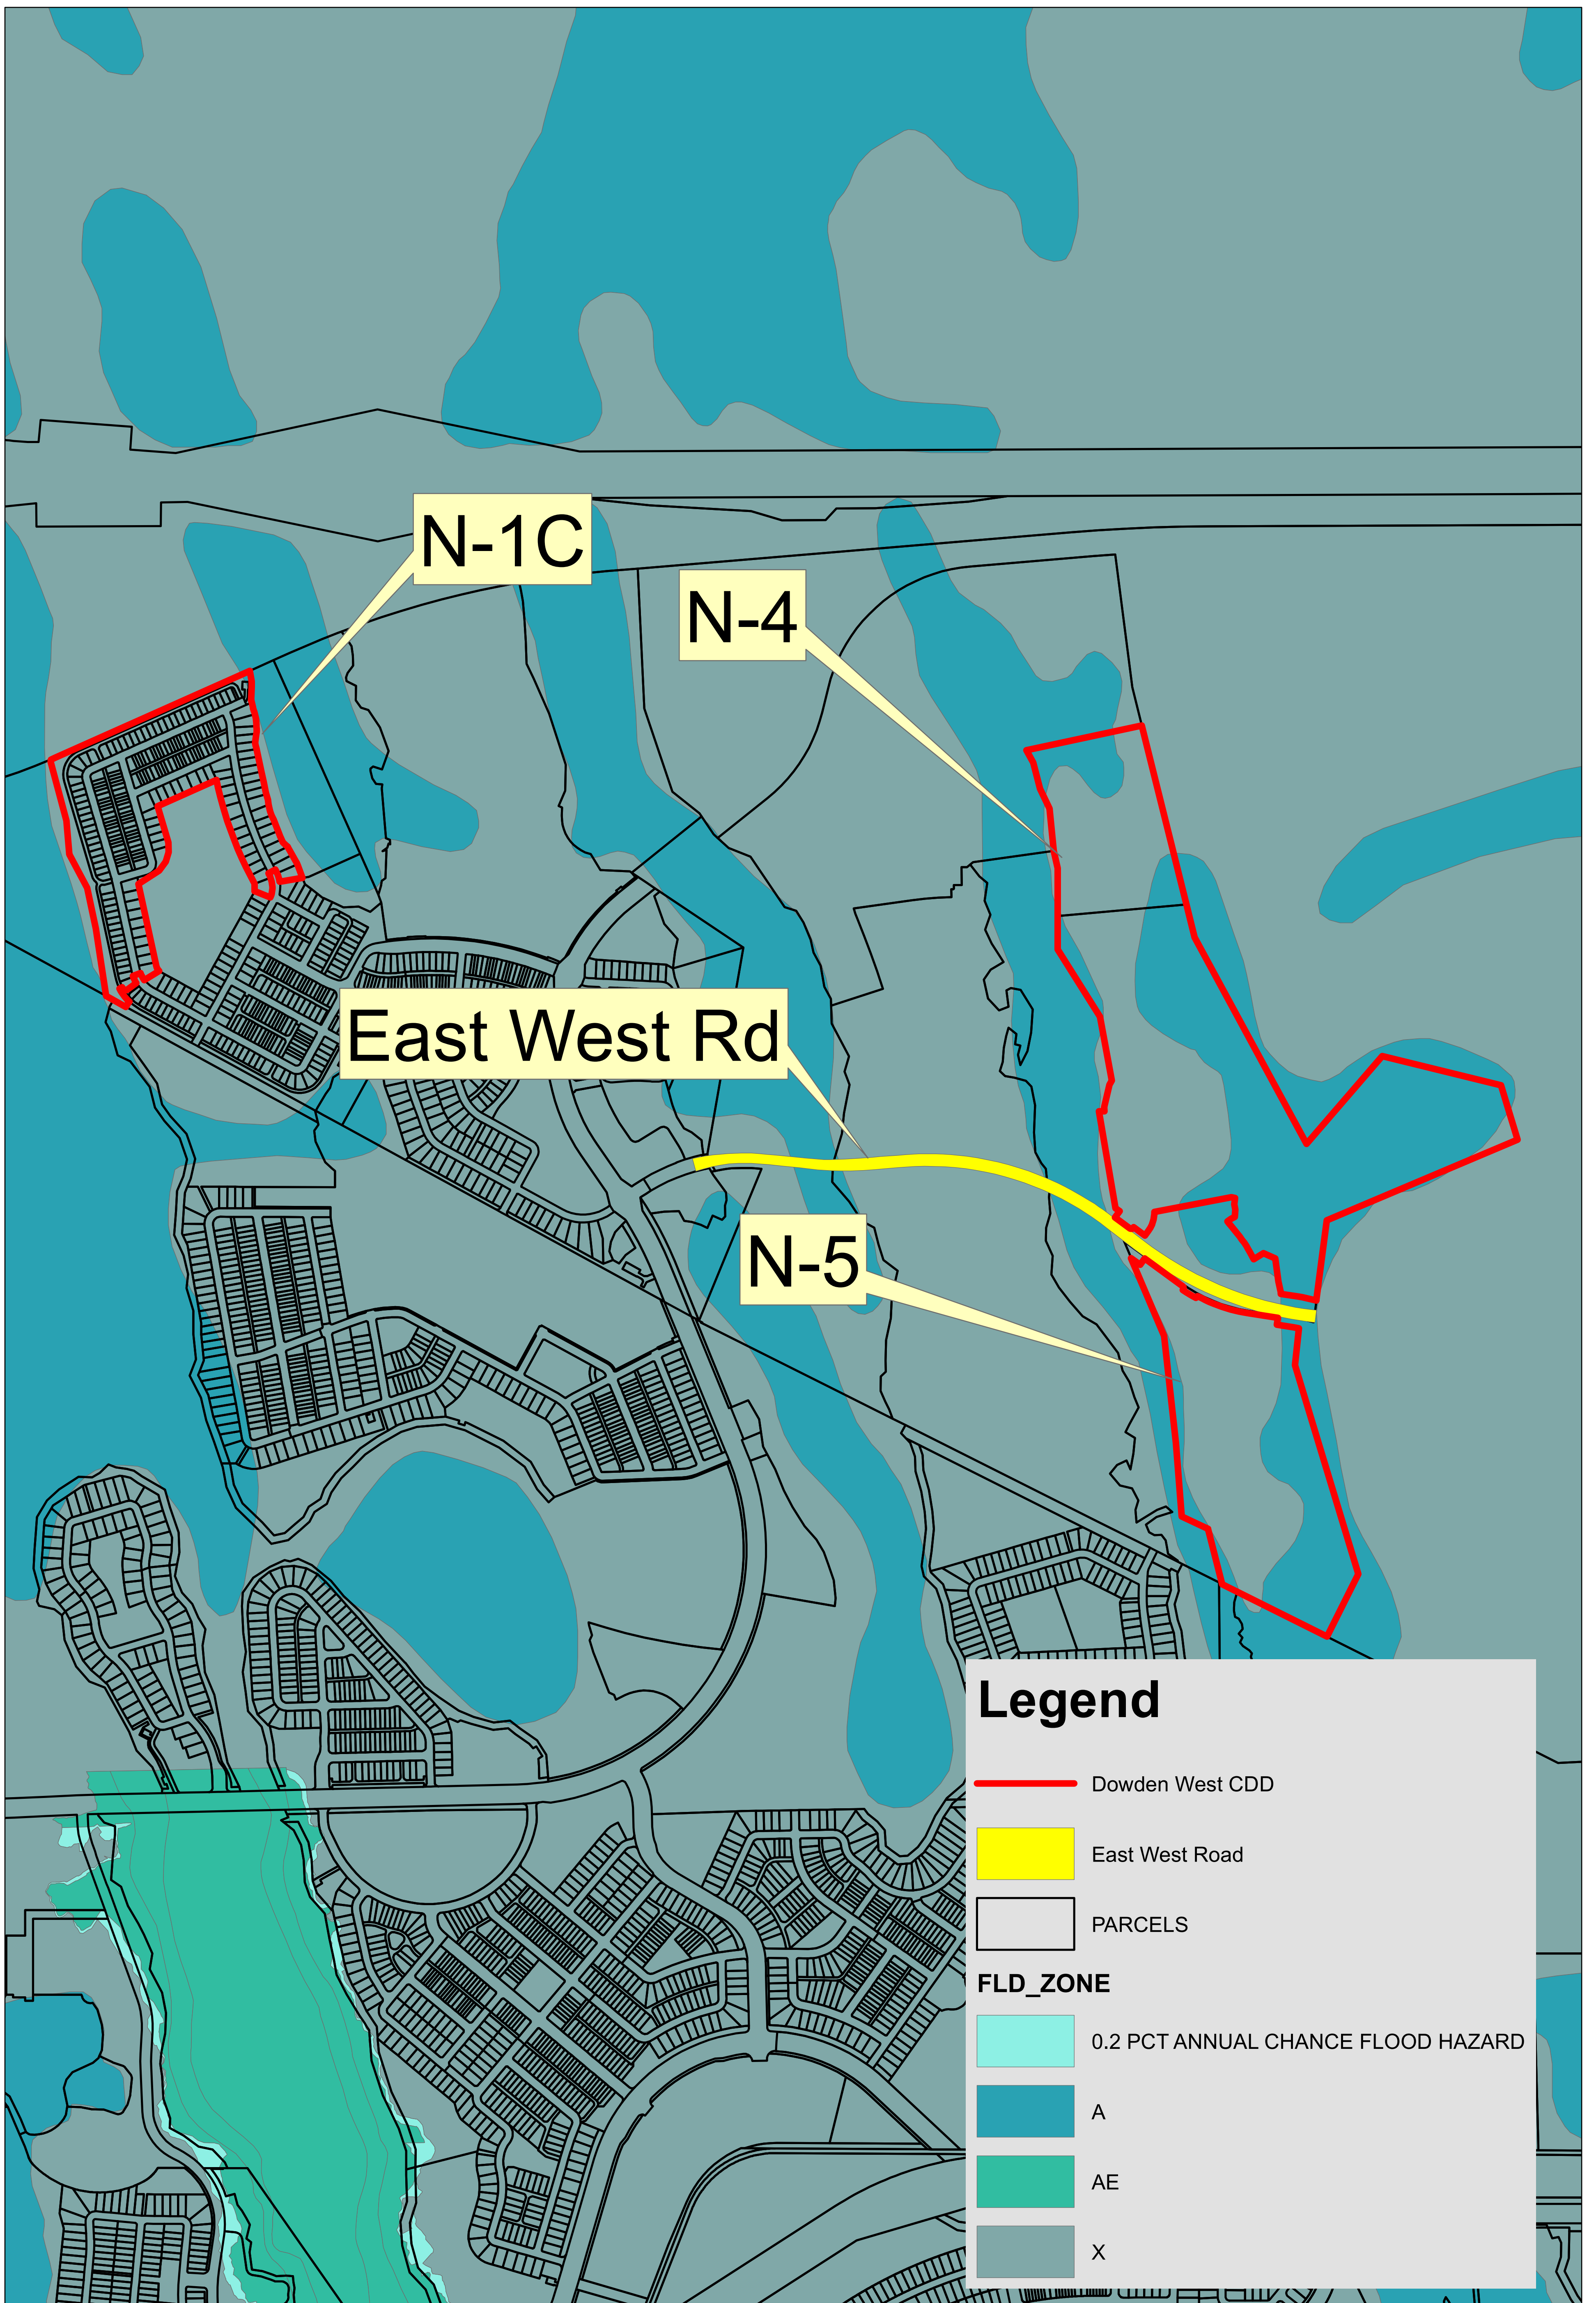 N-1C
N-4
East West Rd
N-5
Legend
Dowden West CDD
East West Road
PARCELS
FLD_ZONE
0.2 PCT ANNUAL CHANCE FLOOD HAZARD
A
AE
X